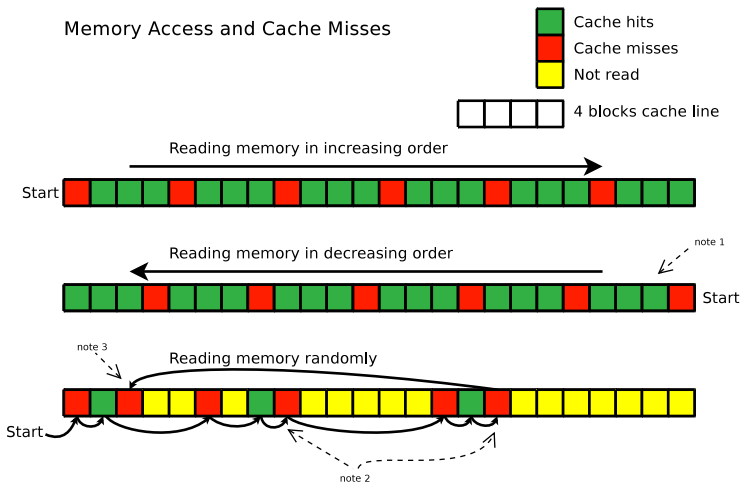 Memory Access and Cache Misses
Cache hits
Cache misses
Not read
4 blocks cache line
Reading memory in increasing order
Start
Reading memory in decreasing order
note 1
Start
note 3
Reading memory randomly
Start
note 2